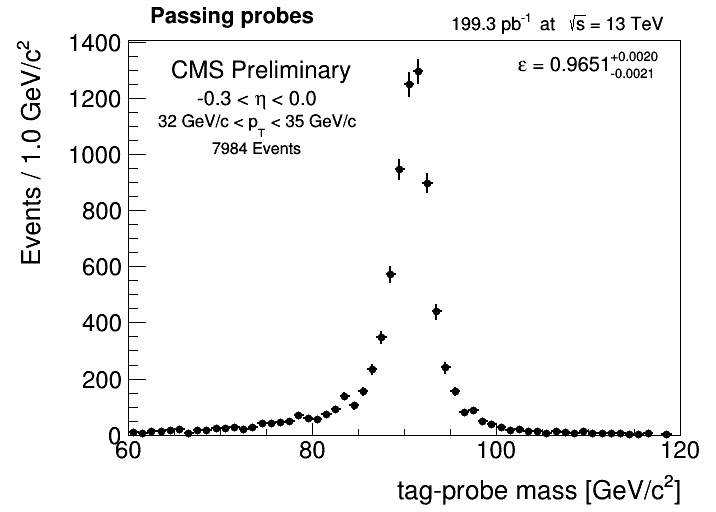 Passing probes
199.3 pb⁻¹ at √s = 13 TeV
CMS Preliminary
-0.3 < η < 0.0
32 GeV/c < p_T < 35 GeV/c
7984 Events
ε = 0.9651 +0.0020 -0.0021
Events / 1.0 GeV/c²
1400
1200
1000
800
600
400
200
0
60
80
100
120
tag-probe mass [GeV/c²]